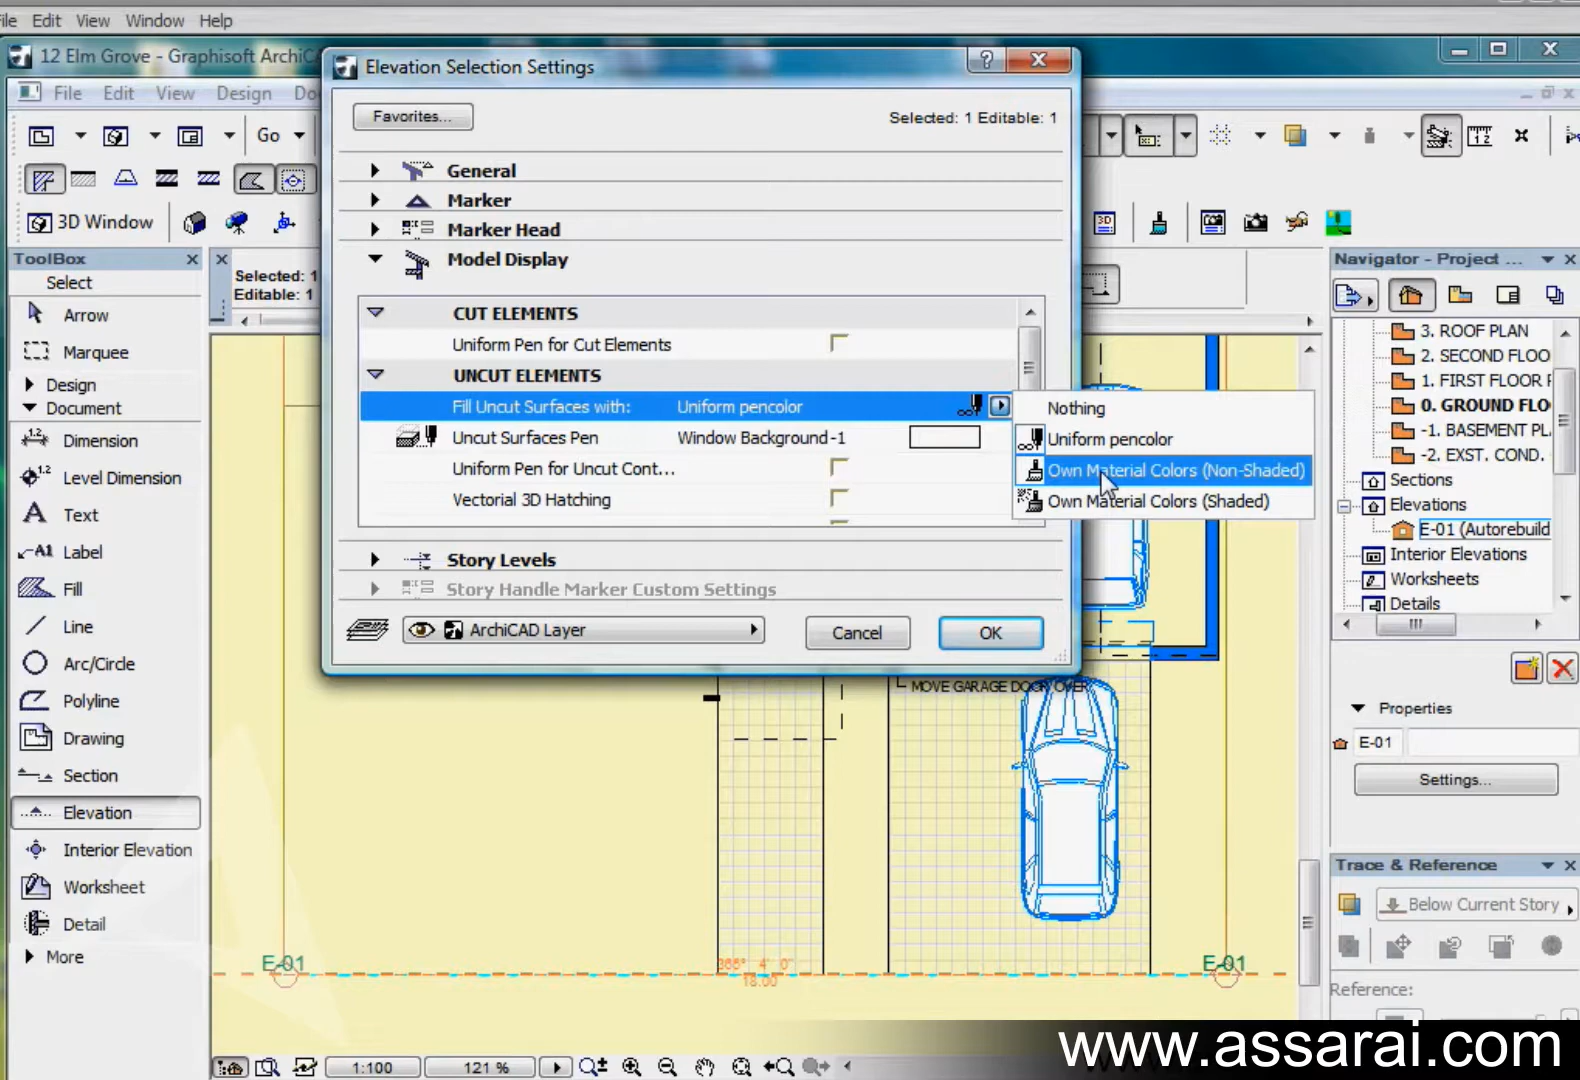 File Edit View Window Help
12 Elm Grove - Graphisoft ArchiC
Elevation Selection Settings
File Edit View Design
Favorites...
Selected: 1 Editable: 1
Go
General
Marker
Marker Head
Model Display
3D Window
ToolBox
Select
Arrow
Marquee
Design
Document
Dimension
Level Dimension
Text
Label
Fill
Line
Arc/Circle
Polyline
Drawing
Section
Elevation
Interior Elevation
Worksheet
Detail
More
Selected: 1
Editable: 1
CUT ELEMENTS
Uniform Pen for Cut Elements
UNCUT ELEMENTS
Fill Uncut Surfaces with: Uniform pencolor
Uncut Surfaces Pen Window Background -1
Uniform Pen for Uncut Cont...
Vectorial 3D Hatching
Nothing
Uniform pencolor
Own Material Colors (Non-Shaded)
Own Material Colors (Shaded)
Story Levels
Story Handle Marker Custom Settings
ArchiCAD Layer
Cancel
OK
MOVE GARAGE DOOR OVER
E-01
E-01
18.00
Navigator - Project ...
3. ROOF PLAN
2. SECOND FLOO
1. FIRST FLOOR P
0. GROUND FLO
-1. BASEMENT PL
-2. EXST. COND.
Sections
Elevations
E-01 (Autorebuild
Interior Elevations
Worksheets
Details
Properties
E-01
Settings...
Trace & Reference
Below Current Story
Reference:
1:100
121 %
www.assarai.com